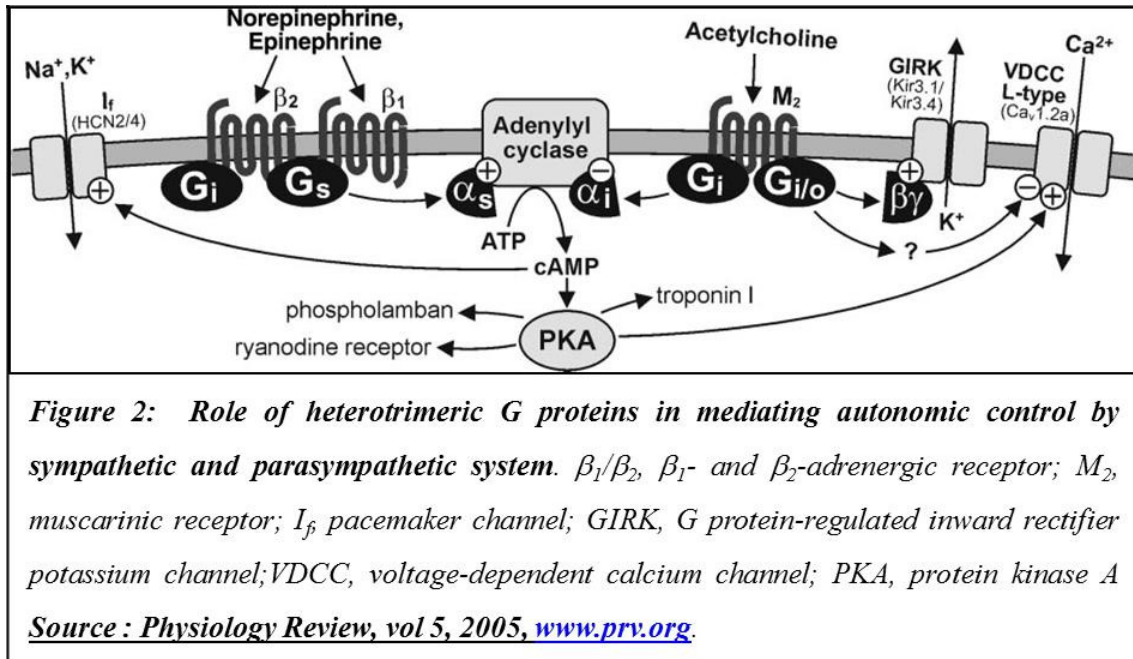 Norepinephrine,
Epinephrine
Acetylcholine
Na⁺,K⁺
I_f
(HCN2/4)
β₂
β₁
Adenylyl
cyclase
M₂
GIRK
(Kir3.1/
Kir3.4)
VDCC
L-type
(Caᵥ1.2a)
Ca²⁺
+
Gi
Gs
+
αs
−
αi
Gi
Gi/o
+
βγ
K⁺
−
+
ATP
cAMP
?
phospholamban
troponin I
ryanodine receptor
PKA
Figure 2: Role of heterotrimeric G proteins in mediating autonomic control by
sympathetic and parasympathetic system. β₁/β₂, β₁- and β₂-adrenergic receptor; M₂,
muscarinic receptor; I_f, pacemaker channel; GIRK, G protein-regulated inward rectifier
potassium channel;VDCC, voltage-dependent calcium channel; PKA, protein kinase A
Source : Physiology Review, vol 5, 2005, www.prv.org.